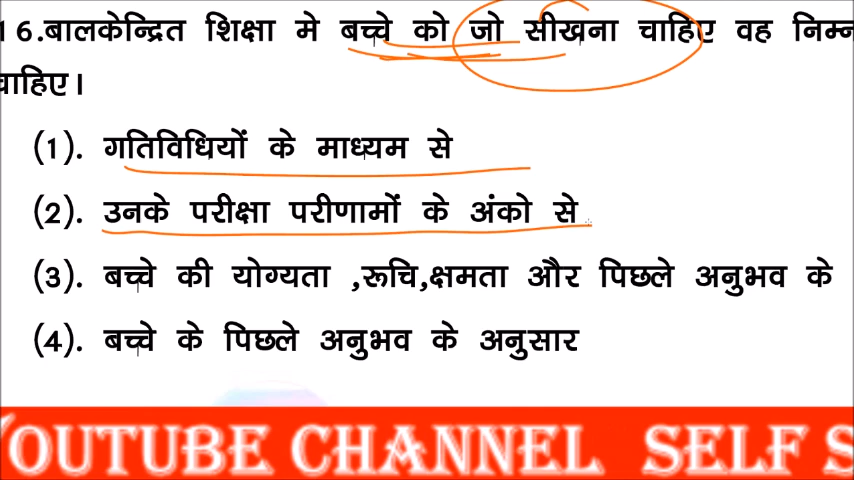 16.बालकेन्द्रित शिक्षा मे बच्चे को जो सीखना चाहिए वह निम्न
चाहिए।
(1). गतिविधियों के माध्यम से
(2). उनके परीक्षा परीणामों के अंको से
(3). बच्चे की योग्यता ,रूचि,क्षमता और पिछले अनुभव के
(4). बच्चे के पिछले अनुभव के अनुसार
YOUTUBE CHANNEL SELF S